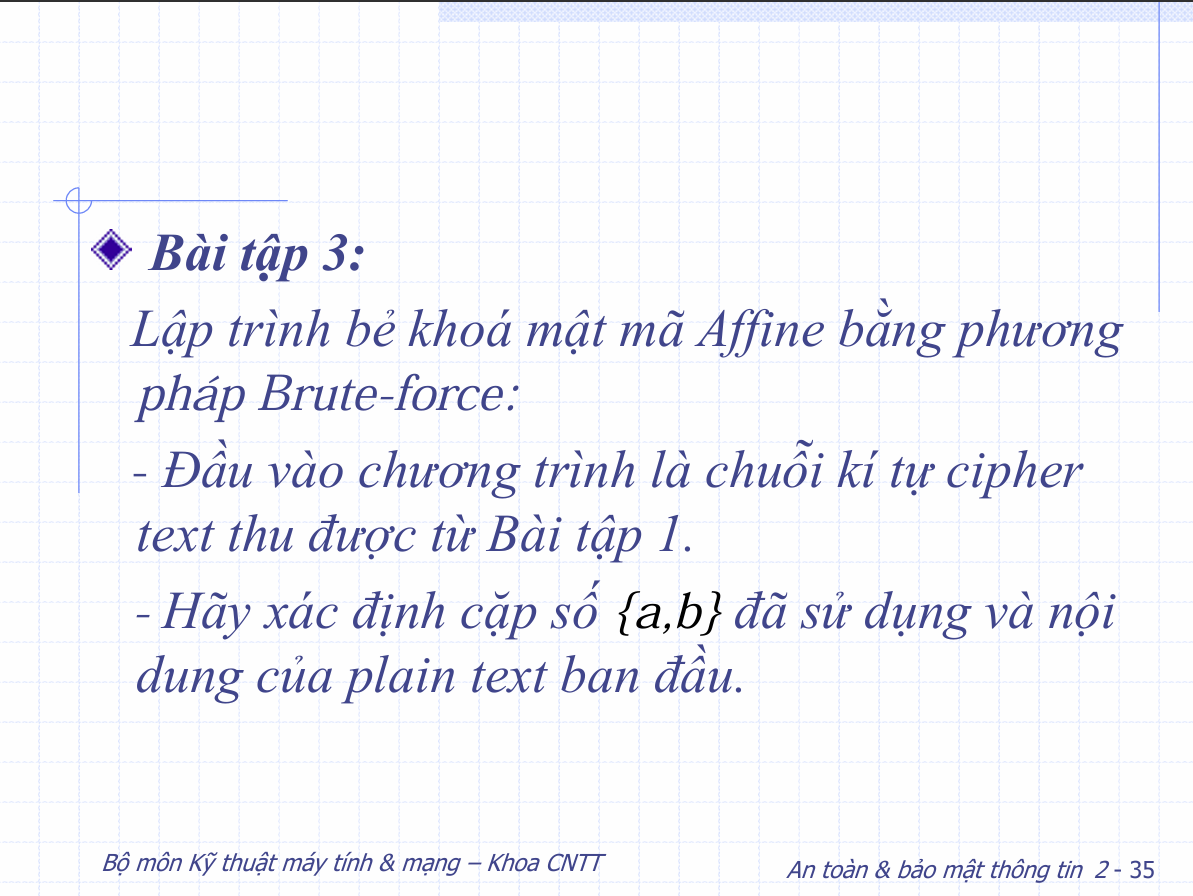 Bài tập 3:
Lập trình bẻ khoá mật mã Affine bằng phương
pháp Brute-force:
- Đầu vào chương trình là chuỗi kí tự cipher
text thu được từ Bài tập 1.
- Hãy xác định cặp số {a,b} đã sử dụng và nội
dung của plain text ban đầu.
Bộ môn Kỹ thuật máy tính & mạng – Khoa CNTT
An toàn & bảo mật thông tin 2 - 35